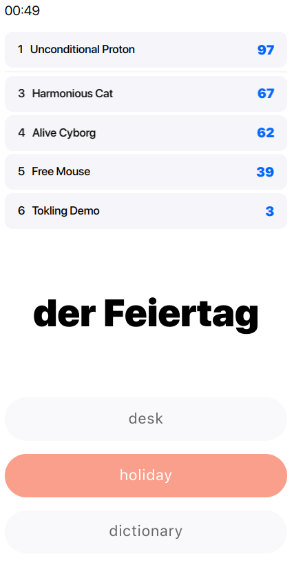 00:49
1 Unconditional Proton 97
3 Harmonious Cat 67
4 Alive Cyborg 62
5 Free Mouse 39
6 Tokling Demo 3
der Feiertag
desk
holiday
dictionary